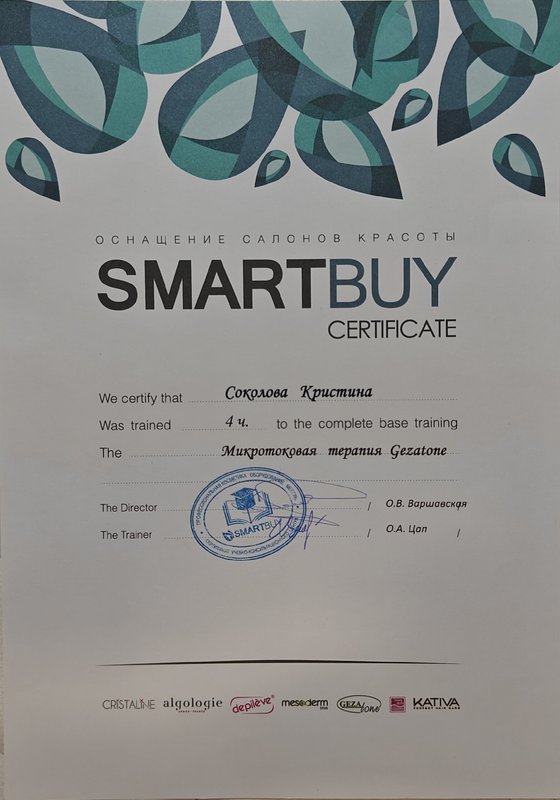 ОСНАЩЕНИЕ САЛОНОВ КРАСОТЫ
SMARTBUY
CERTIFICATE
We certify that Соколова Кристина
Was trained 4 ч. to the complete base training
The Микротоковая терапия Gezatone
The Director / О.В. Варшавская
The Trainer / О.А. Цап /
SMARTBUY
CRISTALINE algologie depilève mesoderm GEZAtone KATIVA